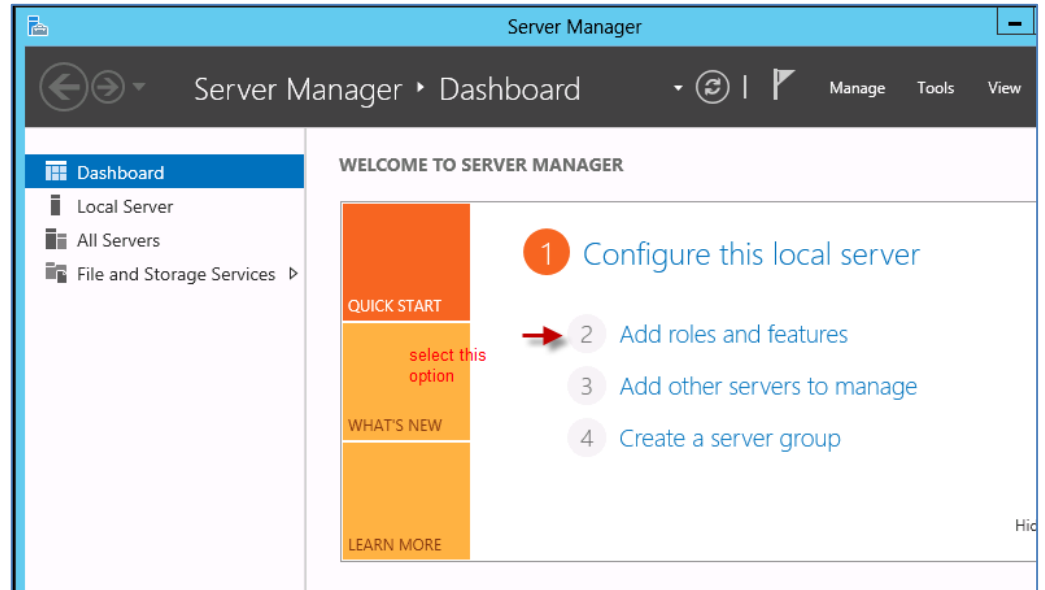 Server Manager
Server Manager ‣ Dashboard
Manage Tools View
Dashboard
Local Server
All Servers
File and Storage Services
WELCOME TO SERVER MANAGER
QUICK START
WHAT'S NEW
LEARN MORE
1 Configure this local server
2 Add roles and features
3 Add other servers to manage
4 Create a server group
select this
option